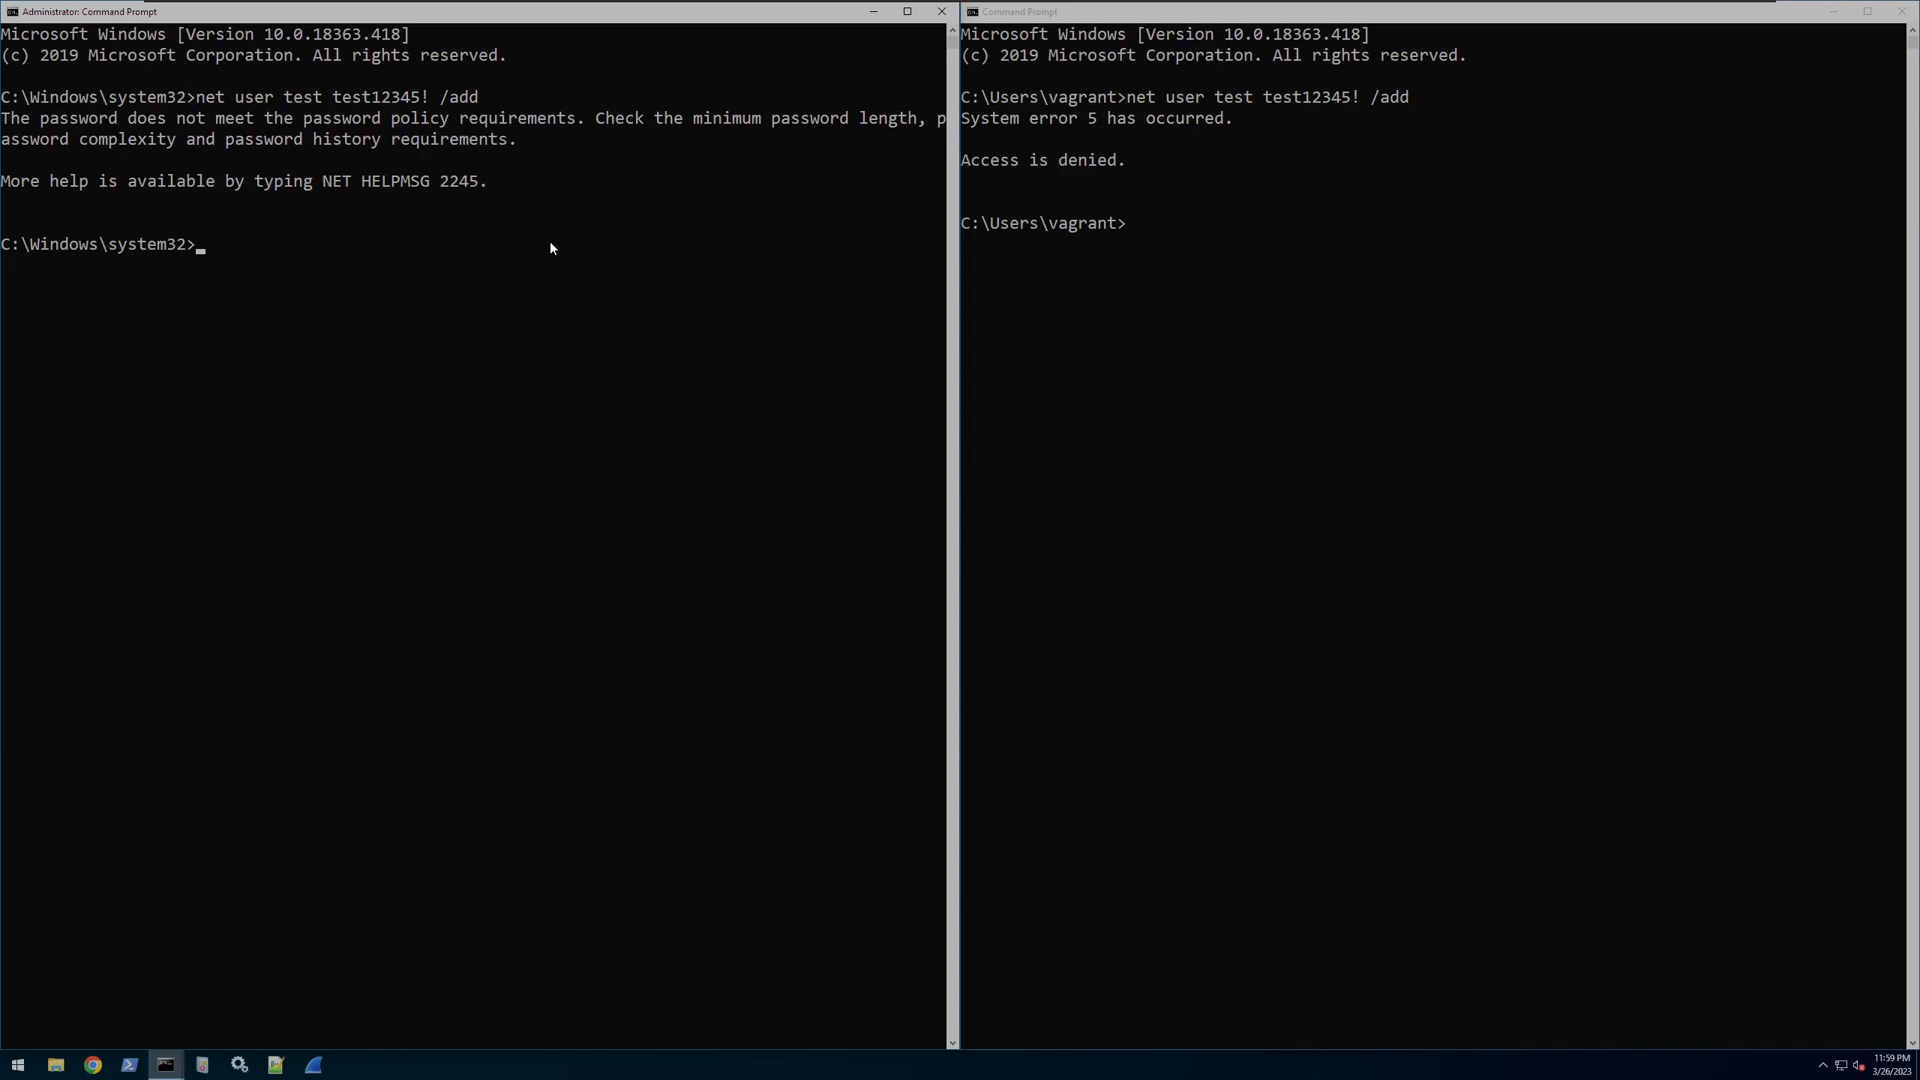 Administrator: Command Prompt
Microsoft Windows [Version 10.0.18363.418]
(c) 2019 Microsoft Corporation. All rights reserved.
C:\Windows\system32>net user test test12345! /add
The password does not meet the password policy requirements. Check the minimum password length, p
assword complexity and password history requirements.
More help is available by typing NET HELPMSG 2245.
C:\Windows\system32>
Command Prompt
Microsoft Windows [Version 10.0.18363.418]
(c) 2019 Microsoft Corporation. All rights reserved.
C:\Users\vagrant>net user test test12345! /add
System error 5 has occurred.
Access is denied.
C:\Users\vagrant>
11:59 PM
3/26/2023